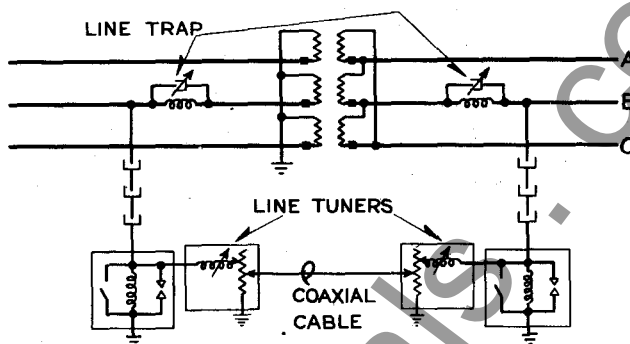 LINE TRAP
A
B
C
LINE TUNERS
COAXIAL
CABLE